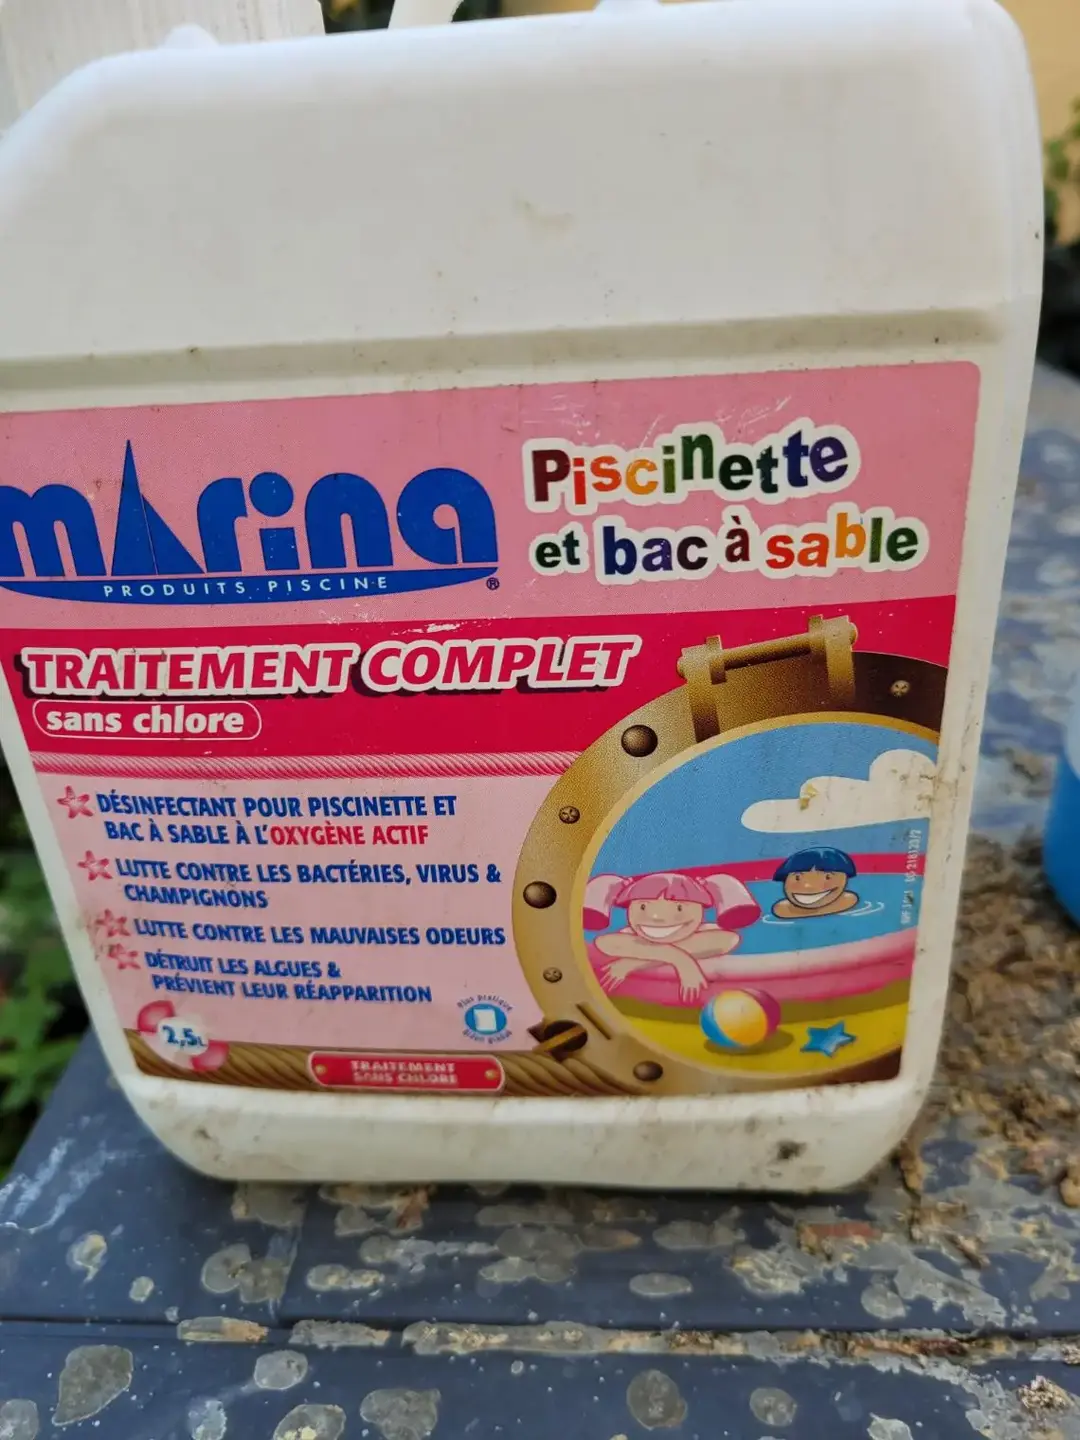 marina
PRODUITS PISCINE ®
Piscinette
et bac à sable
TRAITEMENT COMPLET
sans chlore
DÉSINFECTANT POUR PISCINETTE ET
BAC À SABLE À L'OXYGÈNE ACTIF
LUTTE CONTRE LES BACTÉRIES, VIRUS &
CHAMPIGNONS
LUTTE CONTRE LES MAUVAISES ODEURS
DÉTRUIT LES ALGUES &
PRÉVIENT LEUR RÉAPPARITION
2,5L
TRAITEMENT
SANS CHLORE